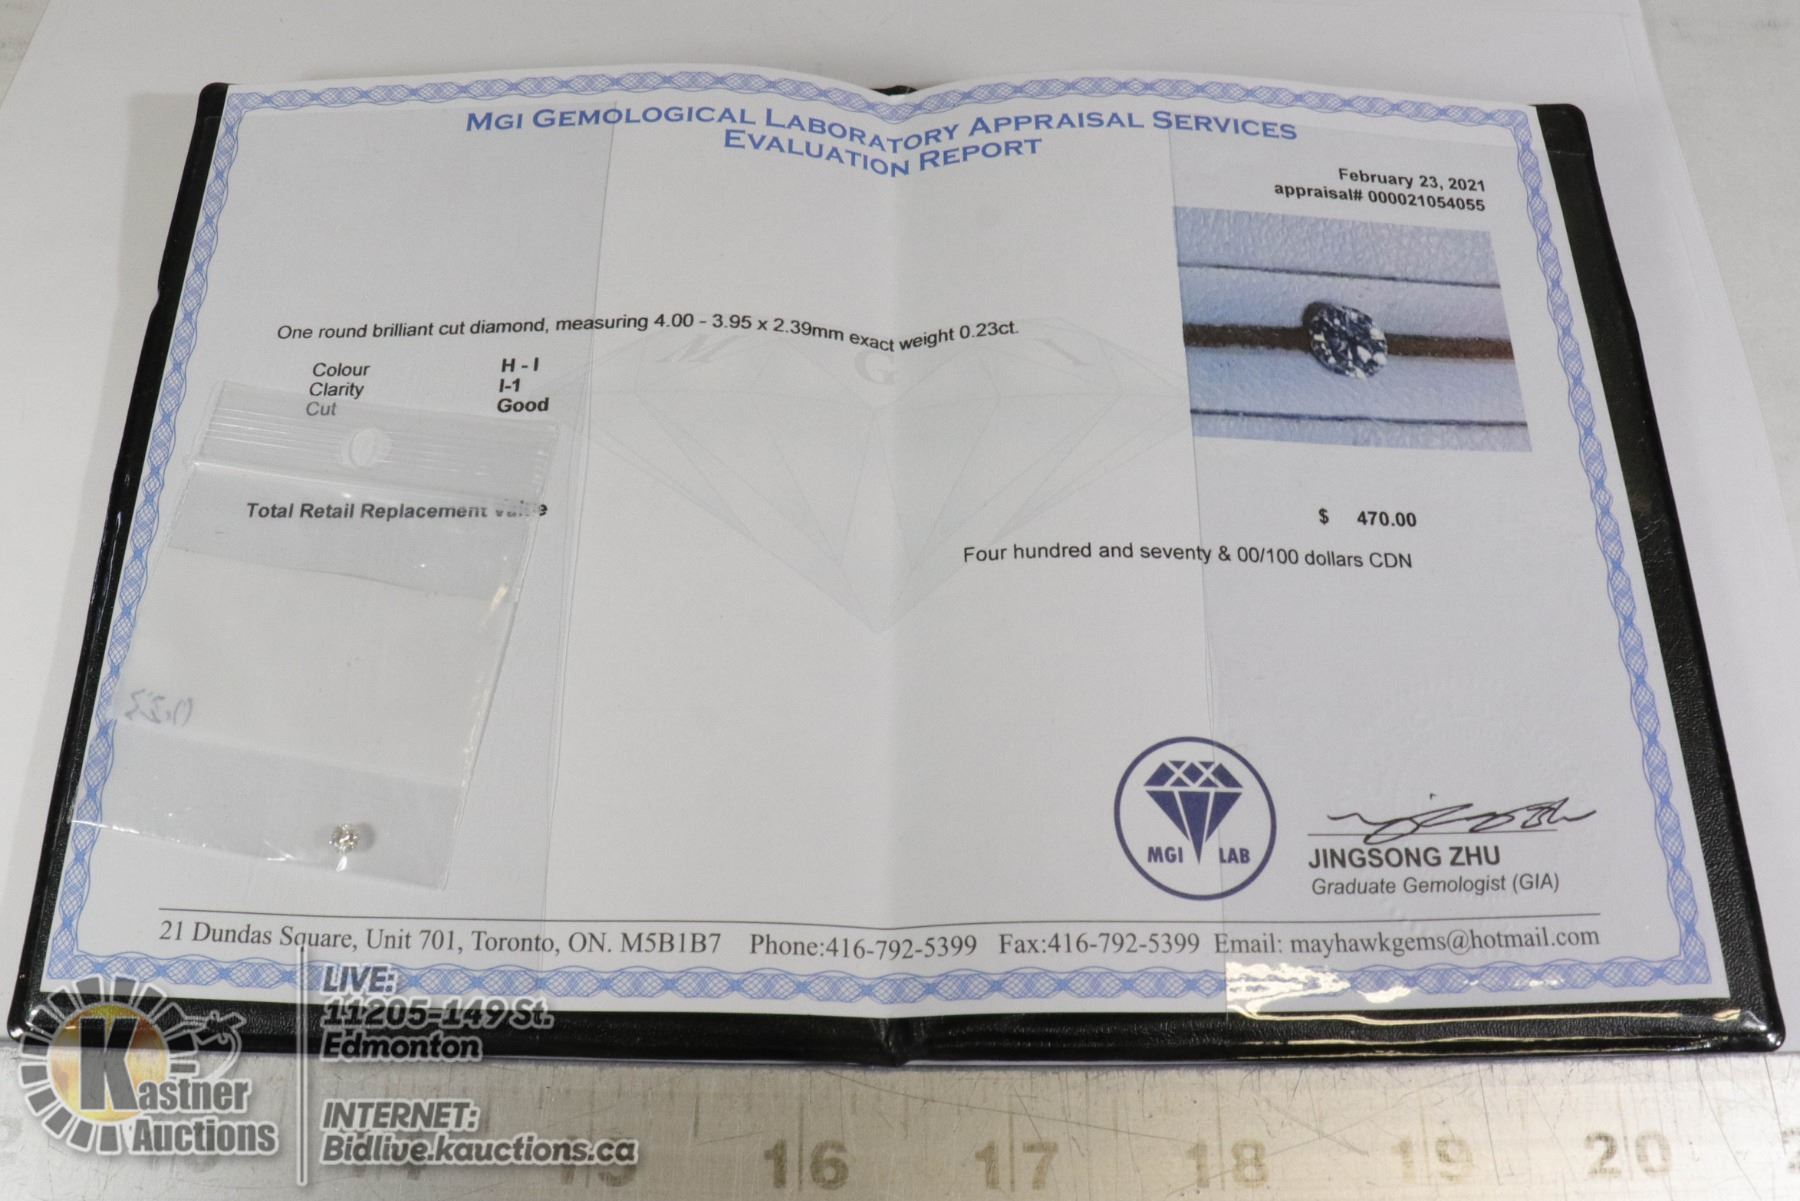 MGI GEMOLOGICAL LABORATORY APPRAISAL SERVICES
EVALUATION REPORT
February 23, 2021
appraisal# 000021054055
One round brilliant cut diamond, measuring 4.00 - 3.95 x 2.39mm exact weight 0.23ct.
Colour H - I
Clarity I-1
Cut Good
M G I
Total Retail Replacement Value $ 470.00
Four hundred and seventy & 00/100 dollars CDN
MGI LAB
JINGSONG ZHU
Graduate Gemologist (GIA)
21 Dundas Square, Unit 701, Toronto, ON. M5B1B7 Phone:416-792-5399 Fax:416-792-5399 Email: mayhawkgems@hotmail.com
K
KASTNER
AUCTIONS
LIVE:
11205-149 St.
Edmonton
INTERNET:
Bidlive.kauctions.ca
15 16 17 18 19 20